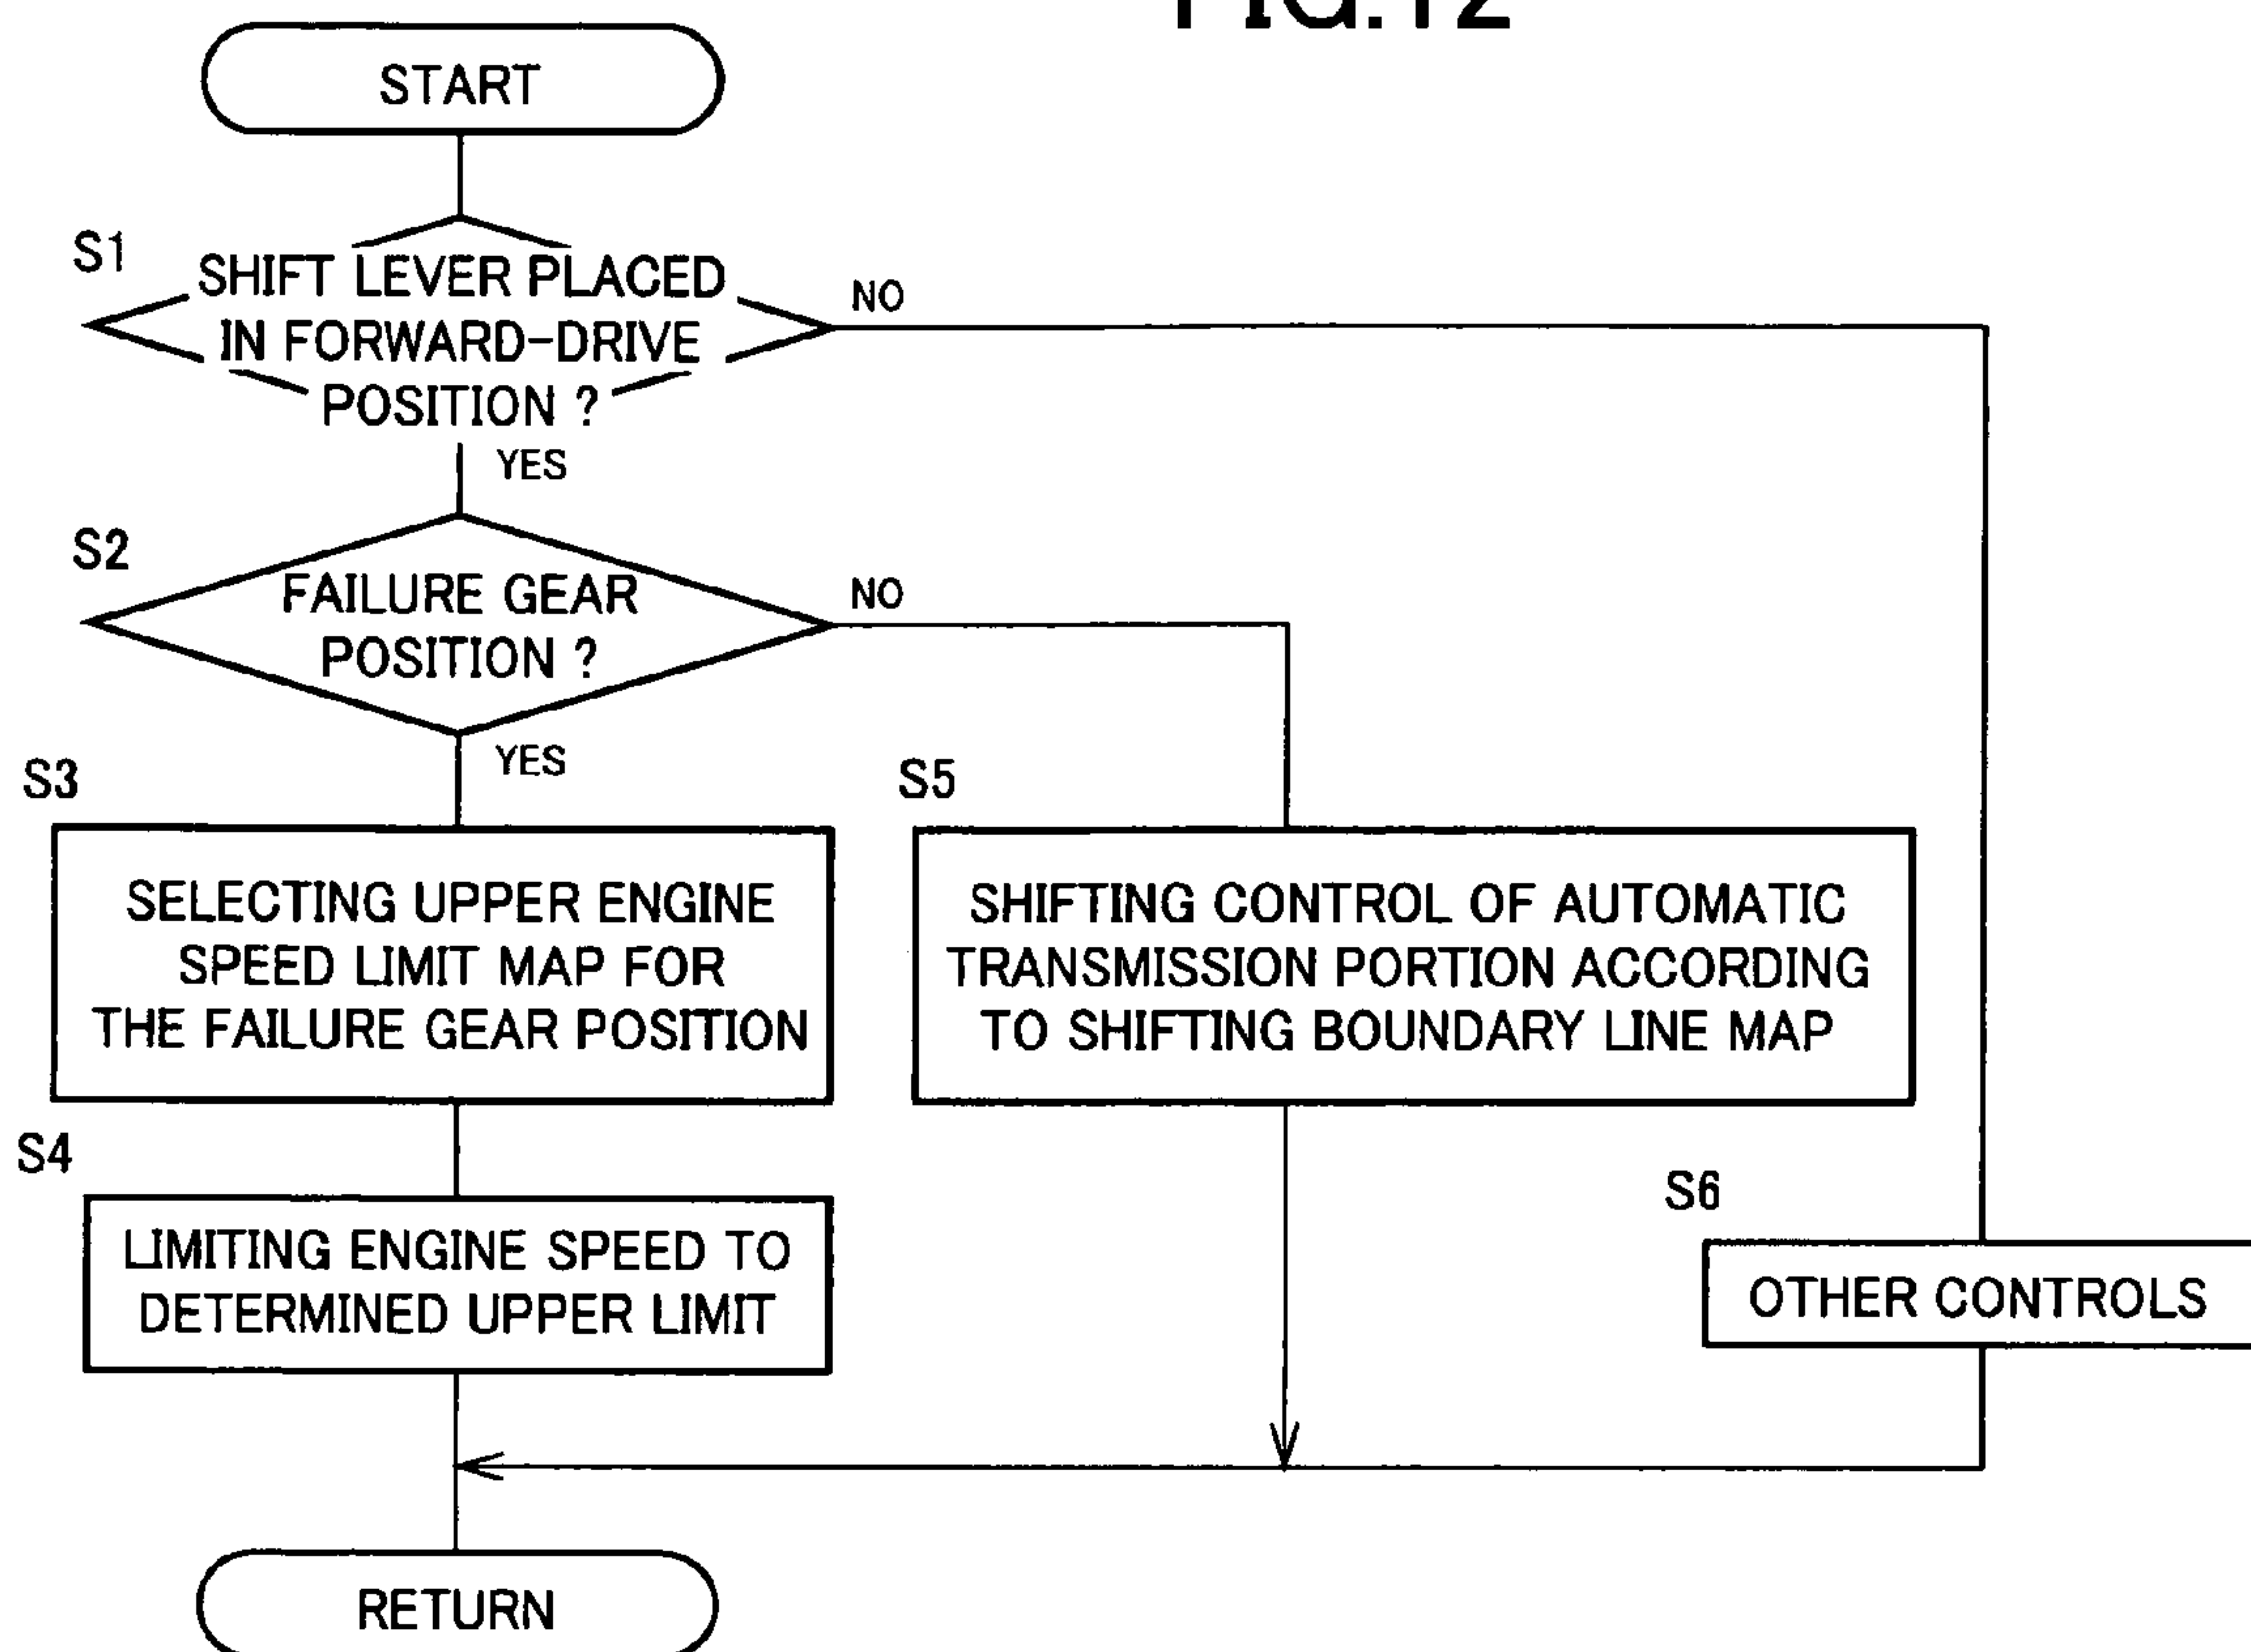 FIG.12
START
S1
SHIFT LEVER PLACED
IN FORWARD-DRIVE
POSITION ?
NO
YES
S2
FAILURE GEAR
POSITION ?
NO
YES
S3
SELECTING UPPER ENGINE
SPEED LIMIT MAP FOR
THE FAILURE GEAR POSITION
S5
SHIFTING CONTROL OF AUTOMATIC
TRANSMISSION PORTION ACCORDING
TO SHIFTING BOUNDARY LINE MAP
S4
LIMITING ENGINE SPEED TO
DETERMINED UPPER LIMIT
S6
OTHER CONTROLS
RETURN